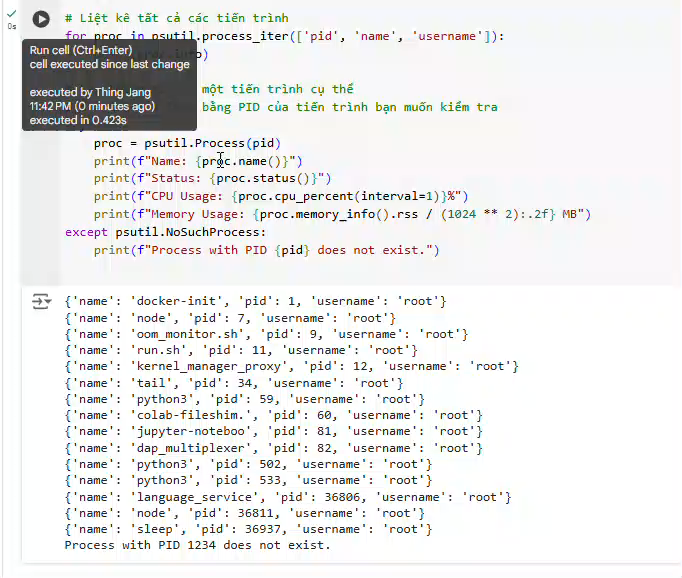 0s
# Liệt kê tất cả các tiến trình
for proc in psutil.process_iter(['pid', 'name', 'username']):
Run cell (Ctrl+Enter)
cell executed since last change
executed by Thing Jang
11:42 PM (0 minutes ago)
executed in 0.423s
một tiến trình cụ thể
bằng PID của tiến trình bạn muốn kiểm tra
proc = psutil.Process(pid)
print(f"Name: {proc.name()}")
print(f"Status: {proc.status()}")
print(f"CPU Usage: {proc.cpu_percent(interval=1)}%")
print(f"Memory Usage: {proc.memory_info().rss / (1024 ** 2):.2f} MB")
except psutil.NoSuchProcess:
print(f"Process with PID {pid} does not exist.")
{'name': 'docker-init', 'pid': 1, 'username': 'root'}
{'name': 'node', 'pid': 7, 'username': 'root'}
{'name': 'oom_monitor.sh', 'pid': 9, 'username': 'root'}
{'name': 'run.sh', 'pid': 11, 'username': 'root'}
{'name': 'kernel_manager_proxy', 'pid': 12, 'username': 'root'}
{'name': 'tail', 'pid': 34, 'username': 'root'}
{'name': 'python3', 'pid': 59, 'username': 'root'}
{'name': 'colab-fileshim.', 'pid': 60, 'username': 'root'}
{'name': 'jupyter-noteboo', 'pid': 81, 'username': 'root'}
{'name': 'dap_multiplexer', 'pid': 82, 'username': 'root'}
{'name': 'python3', 'pid': 502, 'username': 'root'}
{'name': 'python3', 'pid': 533, 'username': 'root'}
{'name': 'language_service', 'pid': 36806, 'username': 'root'}
{'name': 'node', 'pid': 36811, 'username': 'root'}
{'name': 'sleep', 'pid': 36937, 'username': 'root'}
Process with PID 1234 does not exist.